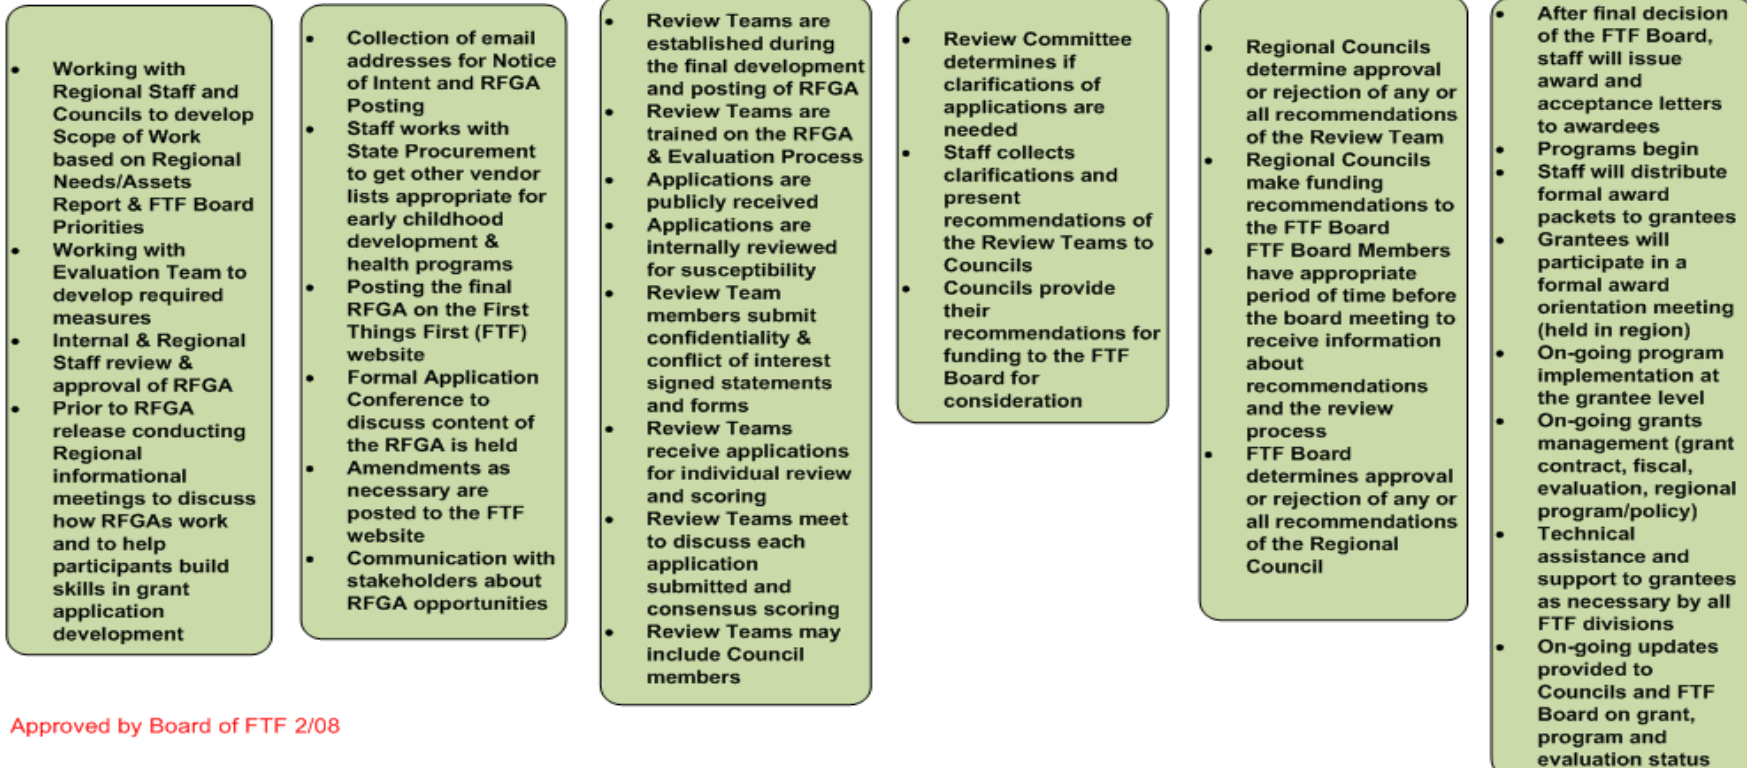 • Working with
Regional Staff and
Councils to develop
Scope of Work
based on Regional
Needs/Assets
Report & FTF Board
Priorities
• Working with
Evaluation Team to
develop required
measures
• Internal & Regional
Staff review &
approval of RFGA
• Prior to RFGA
release conducting
Regional
informational
meetings to discuss
how RFGAs work
and to help
participants build
skills in grant
application
development
• Collection of email
addresses for Notice
of Intent and RFGA
Posting
• Staff works with
State Procurement
to get other vendor
lists appropriate for
early childhood
development &
health programs
• Posting the final
RFGA on the First
Things First (FTF)
website
• Formal Application
Conference to
discuss content of
the RFGA is held
• Amendments as
necessary are
posted to the FTF
website
• Communication with
stakeholders about
RFGA opportunities
• Review Teams are
established during
the final development
and posting of RFGA
• Review Teams are
trained on the RFGA
& Evaluation Process
• Applications are
publicly received
• Applications are
internally reviewed
for susceptibility
• Review Team
members submit
confidentiality &
conflict of interest
signed statements
and forms
• Review Teams
receive applications
for individual review
and scoring
• Review Teams meet
to discuss each
application
submitted and
consensus scoring
• Review Teams may
include Council
members
• Review Committee
determines if
clarifications of
applications are
needed
• Staff collects
clarifications and
present
recommendations of
the Review Teams to
Councils
• Councils provide
their
recommendations for
funding to the FTF
Board for
consideration
• Regional Councils
determine approval
or rejection of any or
all recommendations
of the Review Team
• Regional Councils
make funding
recommendations to
the FTF Board
• FTF Board Members
have appropriate
period of time before
the board meeting to
receive information
about
recommendations
and the review
process
• FTF Board
determines approval
or rejection of any or
all recommendations
of the Regional
Council
• After final decision
of the FTF Board,
staff will issue
award and
acceptance letters
to awardees
• Programs begin
• Staff will distribute
formal award
packets to grantees
• Grantees will
participate in a
formal award
orientation meeting
(held in region)
• On-going program
implementation at
the grantee level
• On-going grants
management (grant
contract, fiscal,
evaluation, regional
program/policy)
• Technical
assistance and
support to grantees
as necessary by all
FTF divisions
• On-going updates
provided to
Councils and FTF
Board on grant,
program and
evaluation status
Approved by Board of FTF 2/08